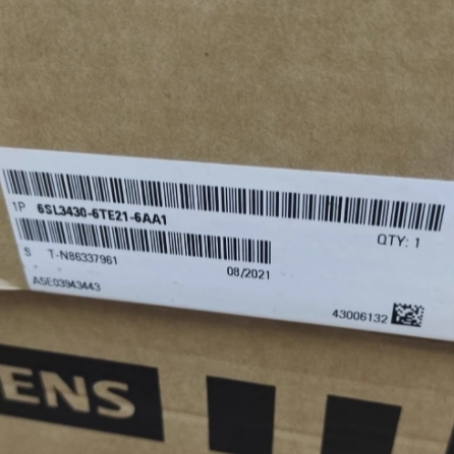 1P 6SL3430-6TE21-6AA1
QTY: 1
S T-N86337961
08/2021
A5E03943443
43006132
ENS